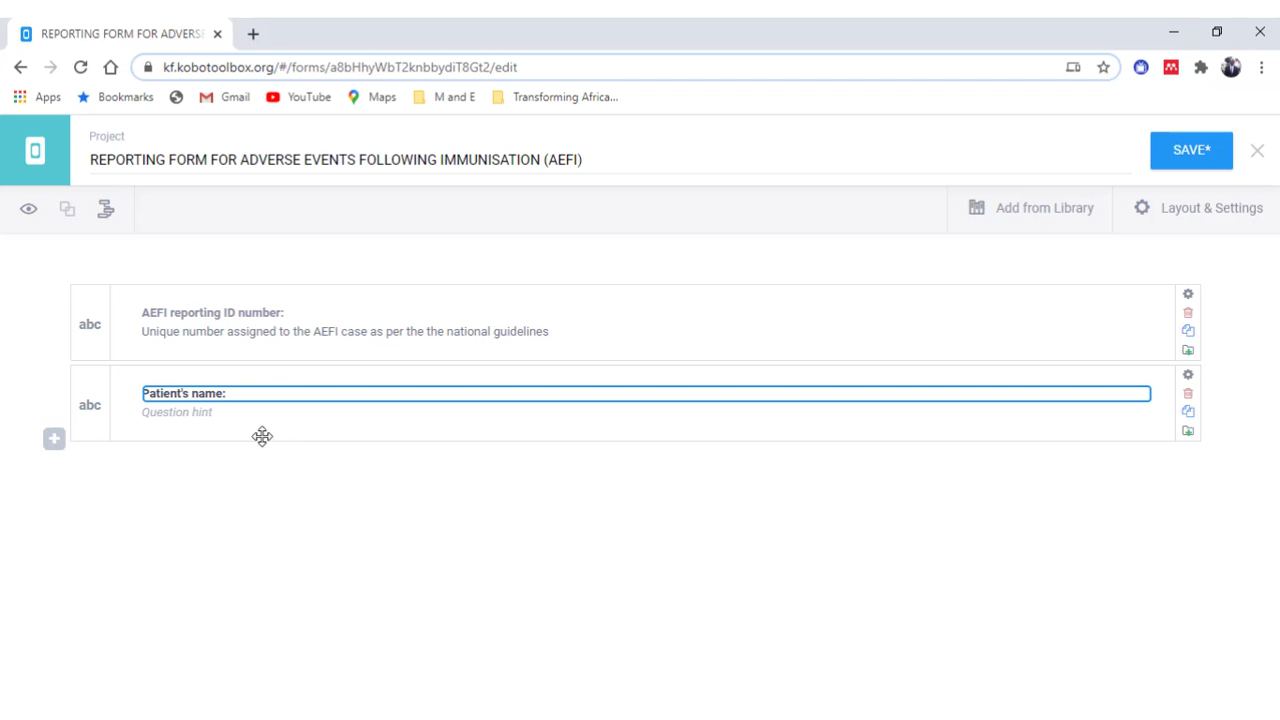 REPORTING FORM FOR ADVERSE
kf.kobotoolbox.org/#/forms/a8bHhyWbT2knbbydiT8Gt2/edit
Apps Bookmarks Gmail YouTube Maps M and E Transforming Africa...
Project
REPORTING FORM FOR ADVERSE EVENTS FOLLOWING IMMUNISATION (AEFI)
SAVE*
Add from Library
Layout & Settings
abc
AEFI reporting ID number:
Unique number assigned to the AEFI case as per the the national guidelines
abc
Patient's name:
Question hint